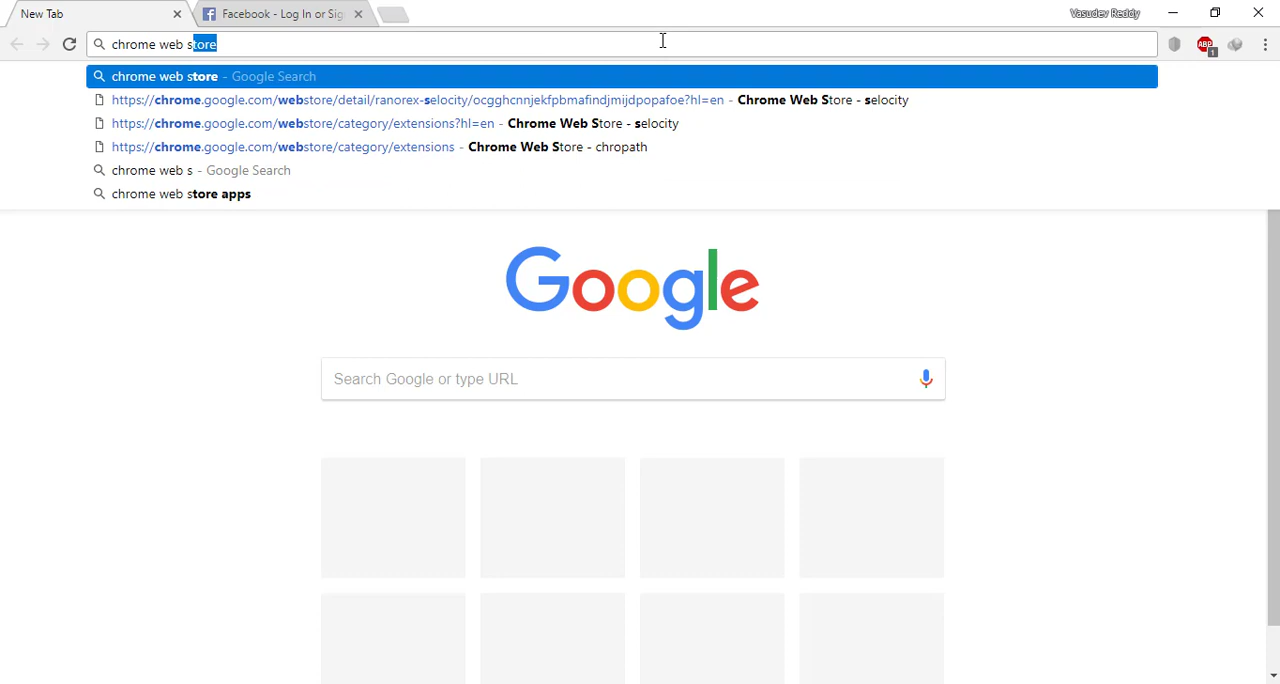 New Tab
Facebook - Log In or Sig
Vasudev Reddy
chrome web store
ABP
1
chrome web store - Google Search
https://chrome.google.com/webstore/detail/ranorex-selocity/ocgghcnnjekfpbmafindjmijdpopafoe?hl=en - Chrome Web Store - selocity
https://chrome.google.com/webstore/category/extensions?hl=en - Chrome Web Store - selocity
https://chrome.google.com/webstore/category/extensions - Chrome Web Store - chropath
chrome web s - Google Search
chrome web store apps
Google
Search Google or type URL